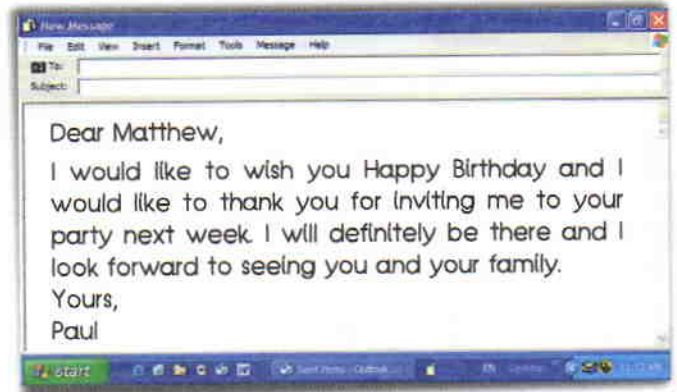 New Message
File Edit View Insert Format Tools Message Help
To:
Subject:
Dear Matthew,
I would like to wish you Happy Birthday and I
would like to thank you for inviting me to your
party next week. I will definitely be there and I
look forward to seeing you and your family.
Yours,
Paul
start
EN